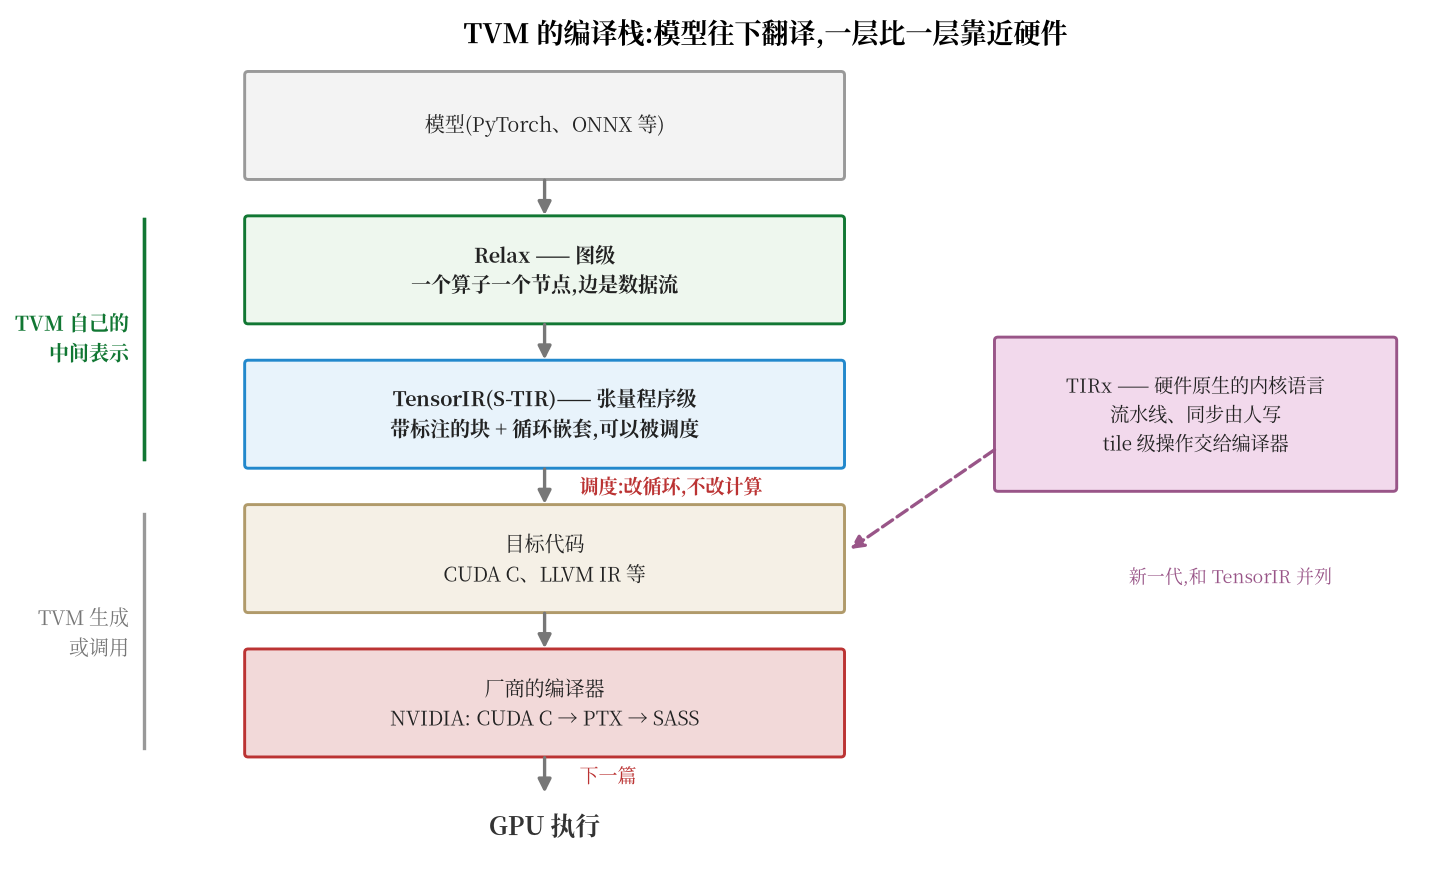 TVM 的编译栈:模型往下翻译,一层比一层靠近硬件
模型(PyTorch、ONNX 等)
Relax —— 图级
一个算子一个节点,边是数据流
TVM 自己的
中间表示
TensorIR(S-TIR)—— 张量程序级
带标注的块 + 循环嵌套,可以被调度
TIRx —— 硬件原生的内核语言
流水线、同步由人写
tile 级操作交给编译器
调度:改循环,不改计算
目标代码
CUDA C、LLVM IR 等
新一代,和 TensorIR 并列
TVM 生成
或调用
厂商的编译器
NVIDIA: CUDA C → PTX → SASS
下一篇
GPU 执行